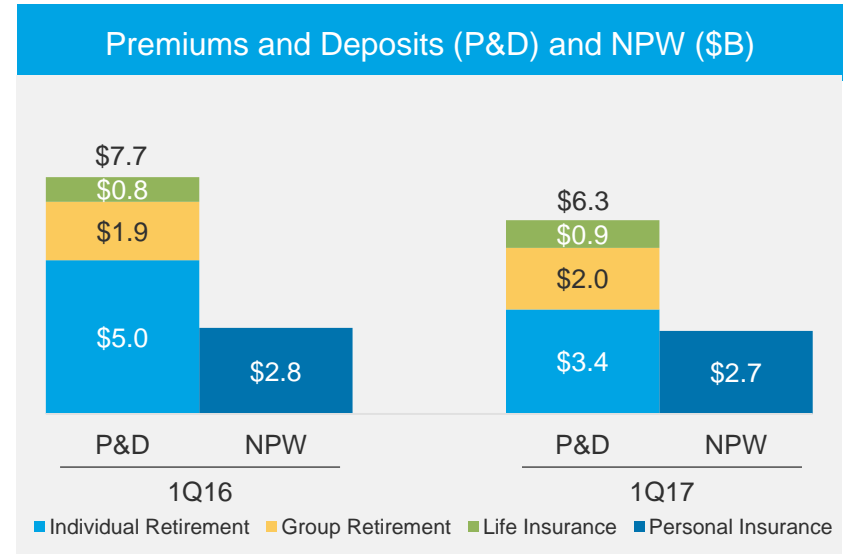 Premiums and Deposits (P&D) and NPW ($B)
$7.7
$0.8
$1.9
$5.0
$2.8
$6.3
$0.9
$2.0
$3.4
$2.7
P&D NPW P&D NPW
1Q16 1Q17
Individual Retirement Group Retirement Life Insurance Personal Insurance